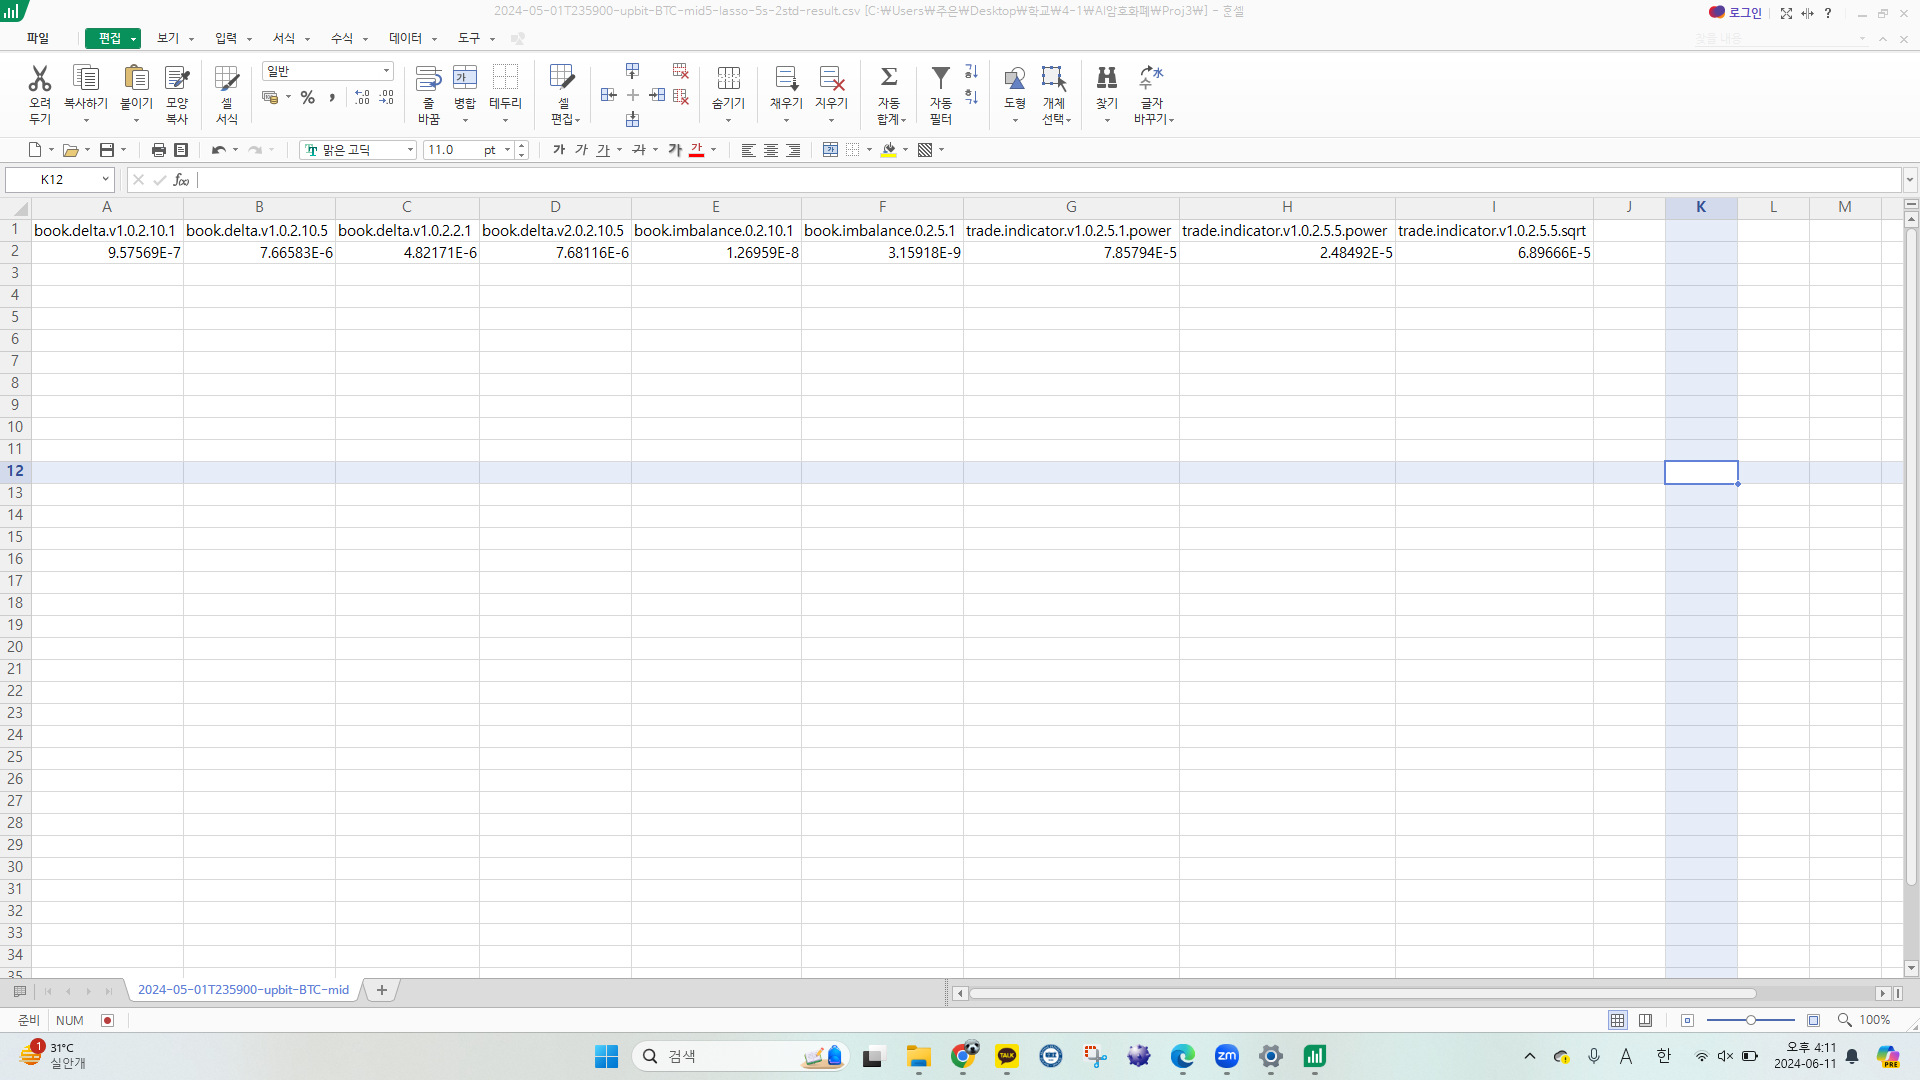 2024-05-01T235900-upbit-BTC-mid5-lasso-5s-2std-result.csv [C:₩Users₩주은₩Desktop₩학교₩4-1₩AI암호화폐₩Proj3₩] - 한셀
로그인 ?
파일 편집 보기 입력 서식 수식 데이터 도구 찾을 내용
오려 두기 복사하기 붙이기 모양 복사 셀 서식 일반 % , 줄 바꿈 가 병합 테두리 셀 편집 숨기기 채우기 지우기 Σ 자동 합계 자동 필터 도형 개체 선택 찾기 글자 바꾸기
맑은 고딕 11.0 pt 가 가 가 가 가 가
K12
A B C D E F G H I J K L M
1 book.delta.v1.0.2.10.1 book.delta.v1.0.2.10.5 book.delta.v1.0.2.2.1 book.delta.v2.0.2.10.5 book.imbalance.0.2.10.1 book.imbalance.0.2.5.1 trade.indicator.v1.0.2.5.1.power trade.indicator.v1.0.2.5.5.power trade.indicator.v1.0.2.5.5.sqrt
2 9.57569E-7 7.66583E-6 4.82171E-6 7.68116E-6 1.26959E-8 3.15918E-9 7.85794E-5 2.48492E-5 6.89666E-5
3
4
5
6
7
8
9
10
11
12
13
14
15
16
17
18
19
20
21
22
23
24
25
26
27
28
29
30
31
32
33
34
35
2024-05-01T235900-upbit-BTC-mid +
준비 NUM 100%
1 31°C
실안개
검색
TALK
zm
A 한
오후 4:11
2024-06-11
PRE